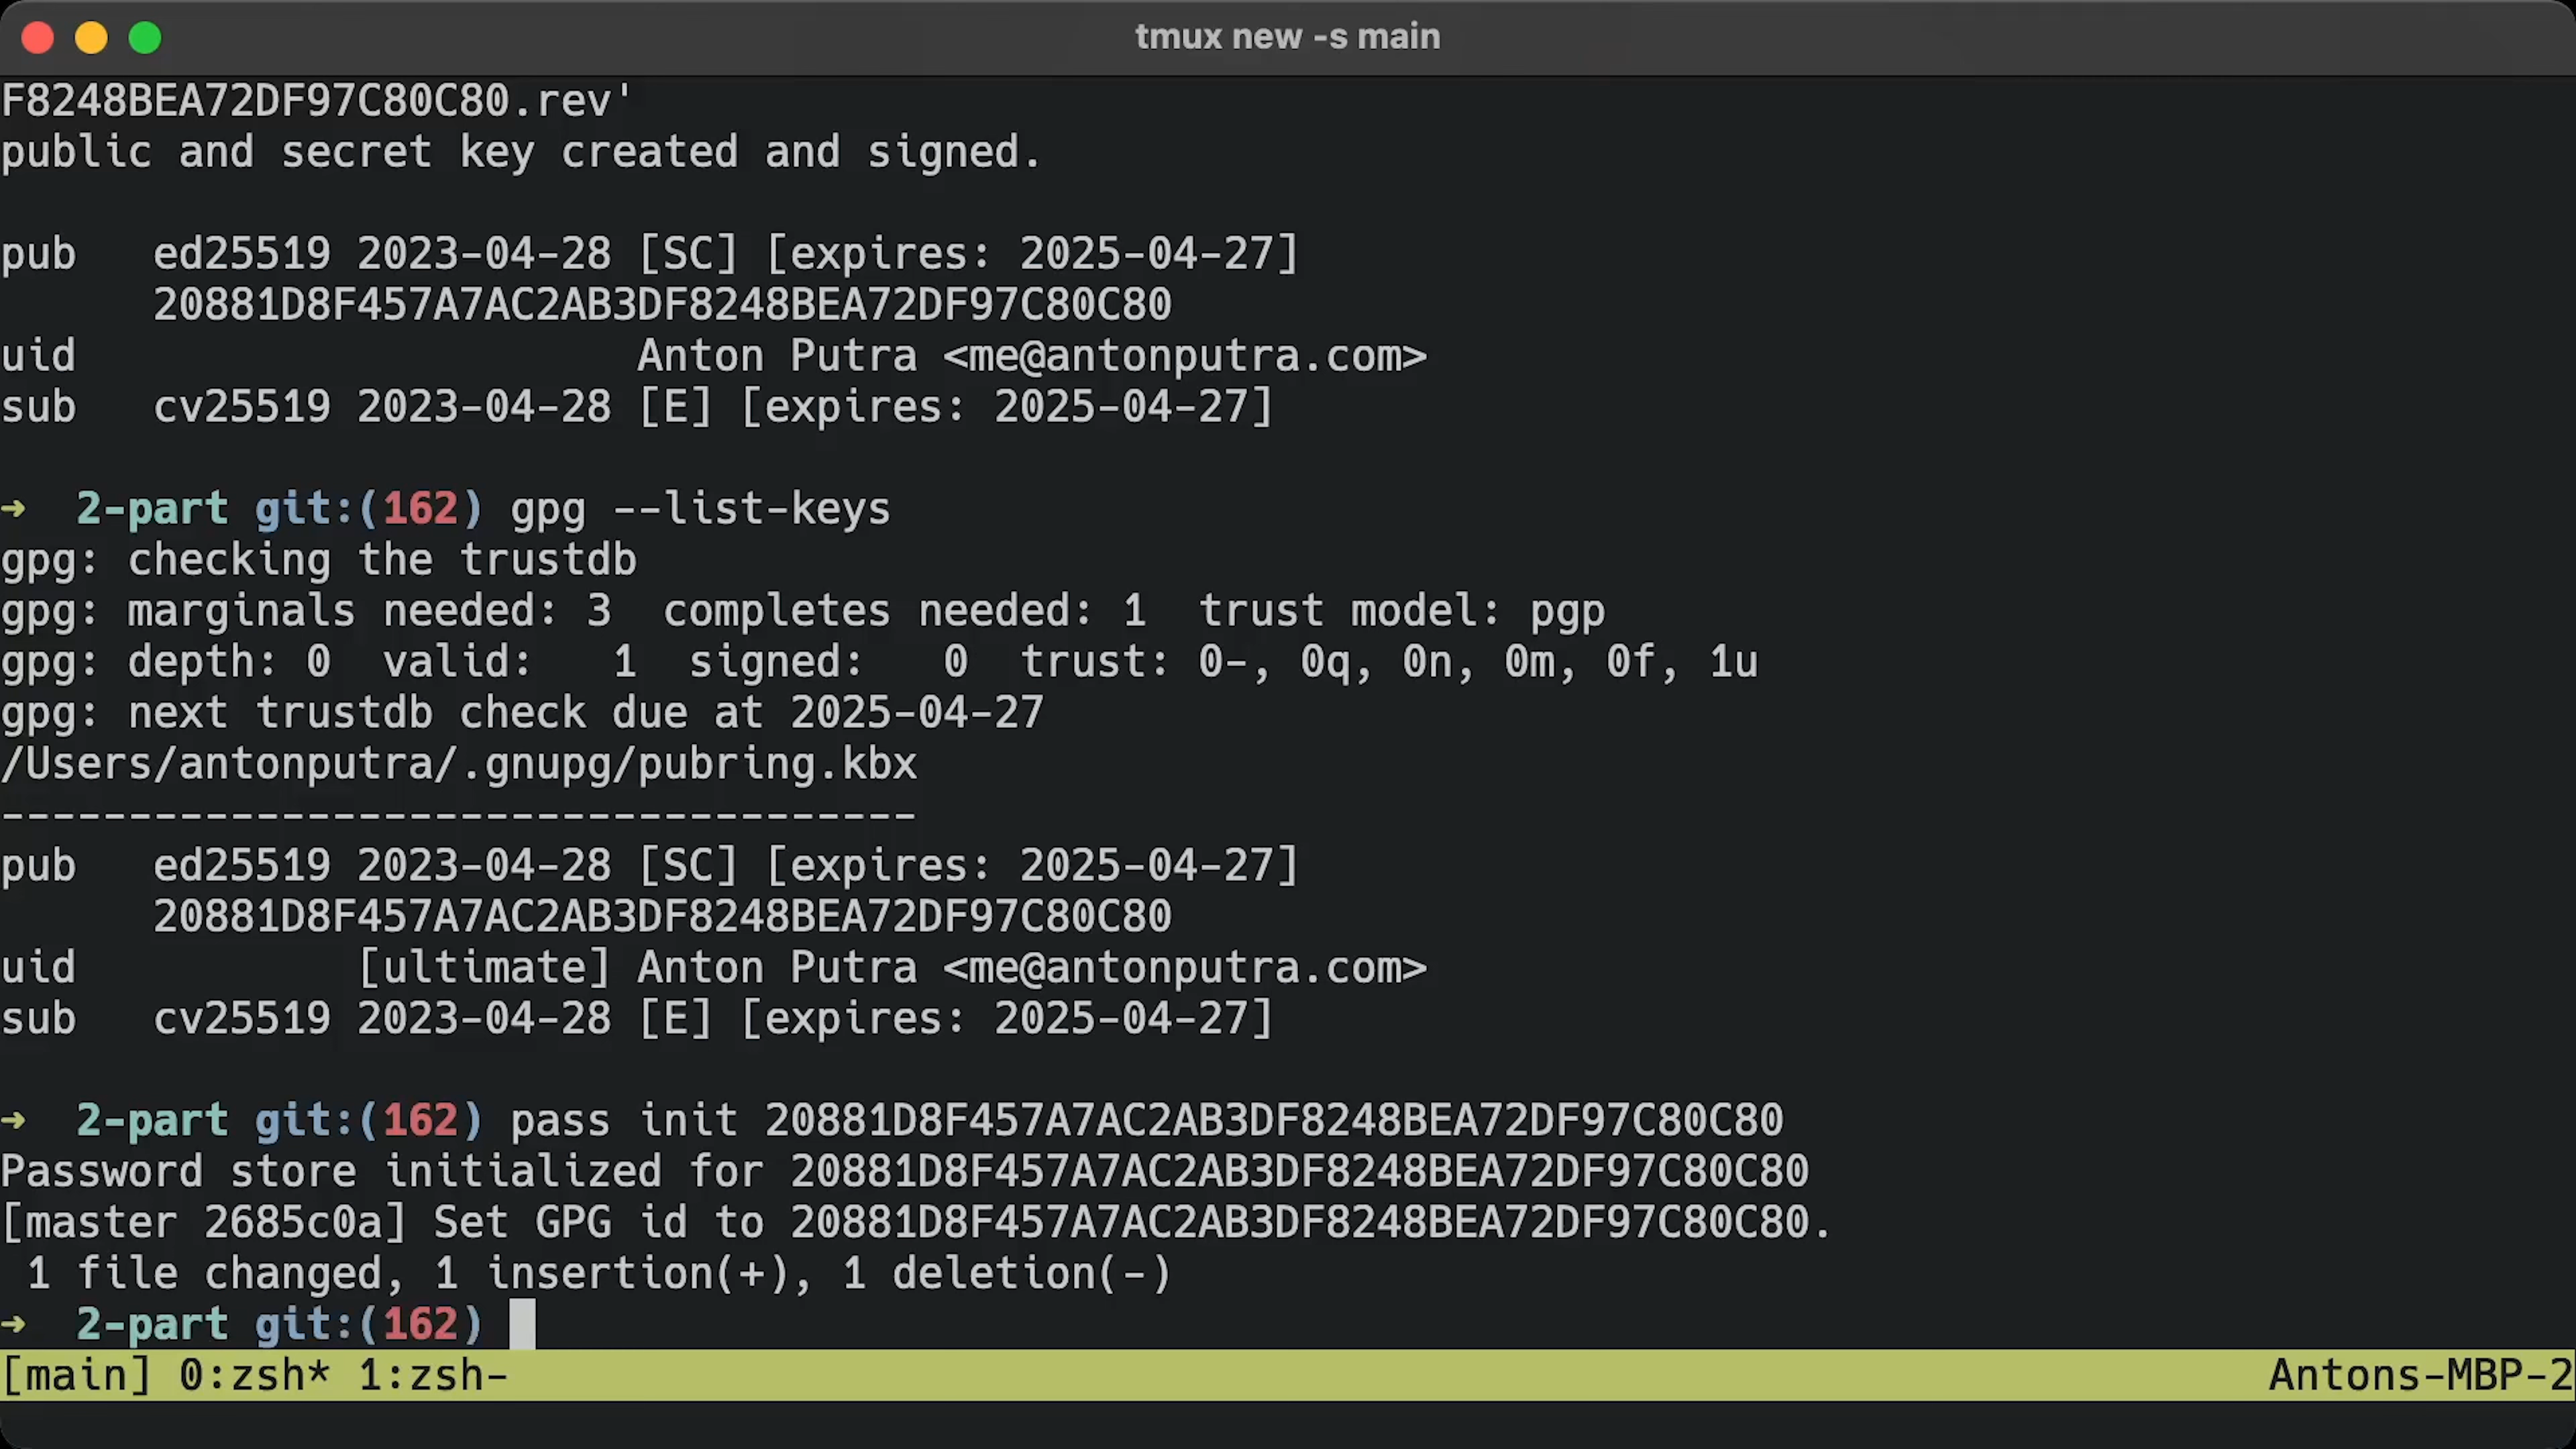 tmux new -s main
F8248BEA72DF97C80C80.rev'
public and secret key created and signed.
pub   ed25519 2023-04-28 [SC] [expires: 2025-04-27]
      20881D8F457A7AC2AB3DF8248BEA72DF97C80C80
uid                      Anton Putra <me@antonputra.com>
sub   cv25519 2023-04-28 [E] [expires: 2025-04-27]
➜  2-part git:(162) gpg --list-keys
gpg: checking the trustdb
gpg: marginals needed: 3  completes needed: 1  trust model: pgp
gpg: depth: 0  valid:   1  signed:   0  trust: 0-, 0q, 0n, 0m, 0f, 1u
gpg: next trustdb check due at 2025-04-27
/Users/antonputra/.gnupg/pubring.kbx
------------------------------------
pub   ed25519 2023-04-28 [SC] [expires: 2025-04-27]
      20881D8F457A7AC2AB3DF8248BEA72DF97C80C80
uid           [ultimate] Anton Putra <me@antonputra.com>
sub   cv25519 2023-04-28 [E] [expires: 2025-04-27]
➜  2-part git:(162) pass init 20881D8F457A7AC2AB3DF8248BEA72DF97C80C80
Password store initialized for 20881D8F457A7AC2AB3DF8248BEA72DF97C80C80
[master 2685c0a] Set GPG id to 20881D8F457A7AC2AB3DF8248BEA72DF97C80C80.
 1 file changed, 1 insertion(+), 1 deletion(-)
➜  2-part git:(162)
[main] 0:zsh* 1:zsh- Antons-MBP-2